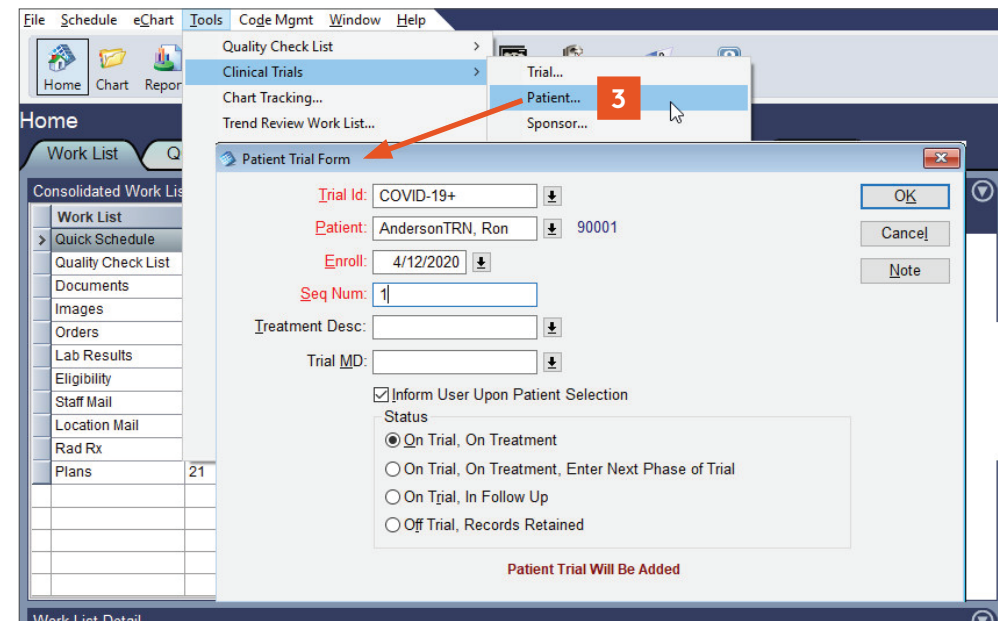 File Schedule eChart Tools Code Mgmt Window Help
Quality Check List
Clinical Trials
Trial...
Home Chart Repor
Chart Tracking...
Patient...
3
Trend Review Work List...
Sponsor...
Home
Work List Q
Patient Trial Form
Consolidated Work Lis
Trial Id: COVID-19+
OK
Work List
Patient: AndersonTRN, Ron 90001
Cancel
Quick Schedule
Quality Check List
Enroll: 4/12/2020
Note
Documents
Seq Num: 1
Images
Orders
Treatment Desc:
Lab Results
Trial MD:
Eligibility
Staff Mail
Inform User Upon Patient Selection
Location Mail
Status
Rad Rx
On Trial, On Treatment
Plans 21
On Trial, On Treatment, Enter Next Phase of Trial
On Trial, In Follow Up
Off Trial, Records Retained
Patient Trial Will Be Added
Work List Detail